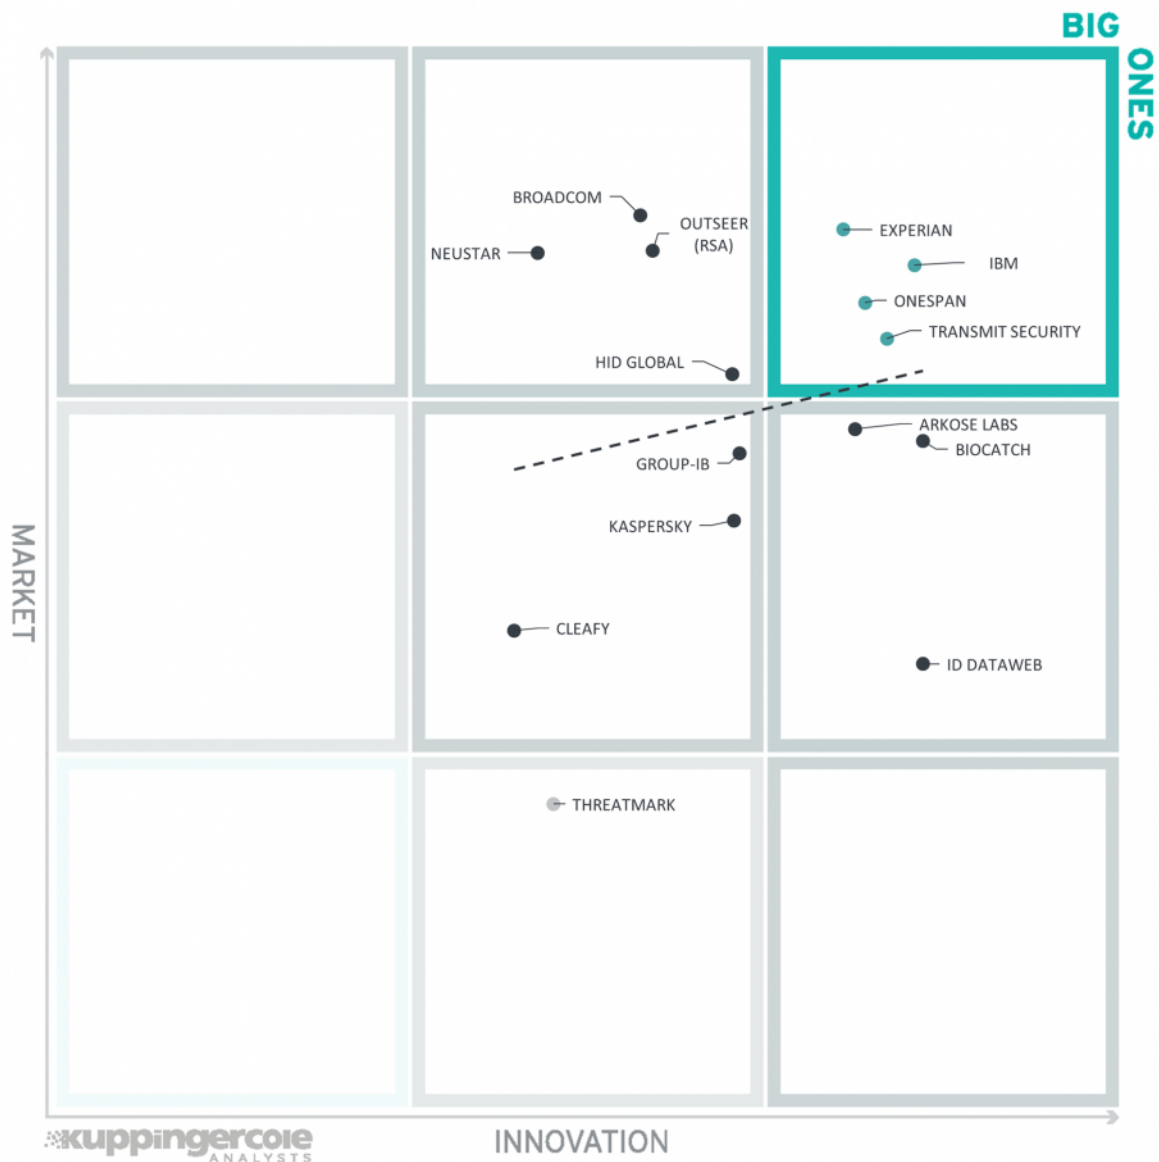 BIG
ONES
BROADCOM
OUTSEER
(RSA)
NEUSTAR
EXPERIAN
IBM
ONESPAN
TRANSMIT SECURITY
HID GLOBAL
ARKOSE LABS
BIOCATCH
GROUP-IB
KASPERSKY
CLEAFY
ID DATAWEB
THREATMARK
MARKET
INNOVATION
kuppingercole
ANALYSTS